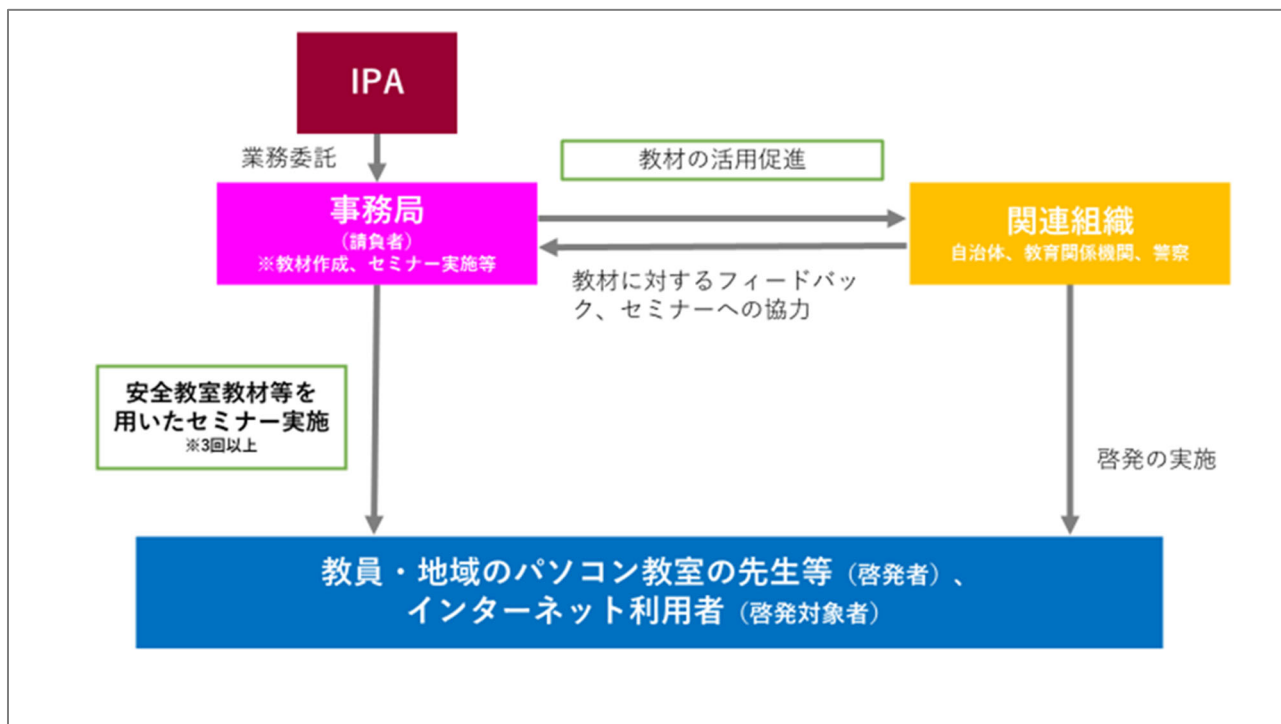 IPA
業務委託
教材の活用促進
事務局
(請負者)
※教材作成、セミナー実施等
関連組織
自治体、教育関係機関、警察
教材に対するフィードバッ
ク、セミナーへの協力
安全教室教材等を
用いたセミナー実施
※3回以上
啓発の実施
教員・地域のパソコン教室の先生等（啓発者）、
インターネット利用者（啓発対象者）